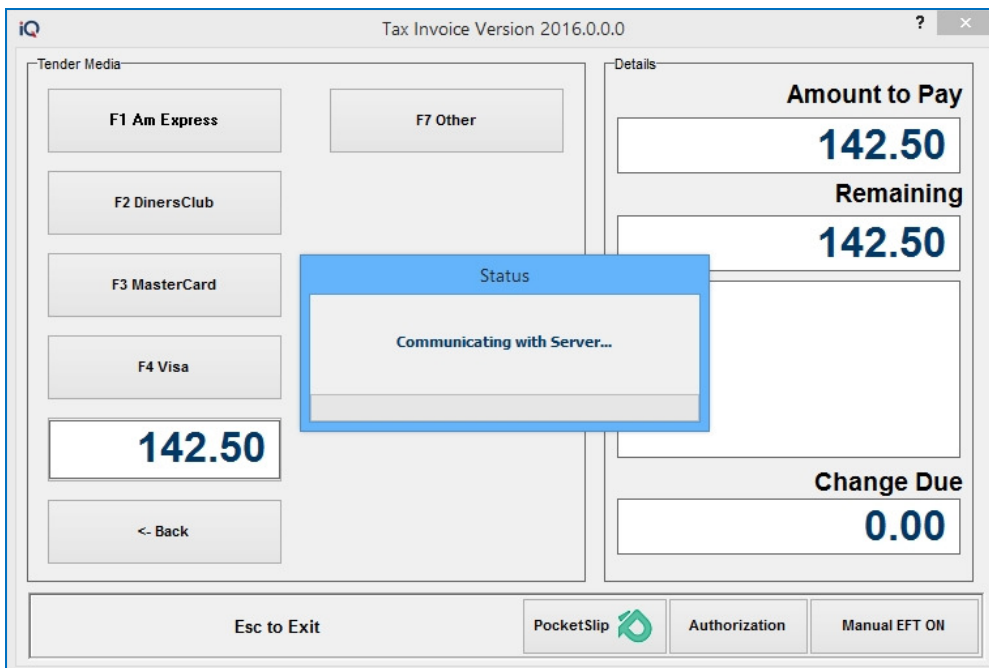 iQ
Tax Invoice Version 2016.0.0.0
?
×
Tender Media
F1 Am Express
F7 Other
F2 DinersClub
F3 MasterCard
F4 Visa
142.50
<- Back
Details
Amount to Pay
142.50
Remaining
142.50
Status
Communicating with Server...
Change Due
0.00
Esc to Exit
PocketSlip
Authorization
Manual EFT ON